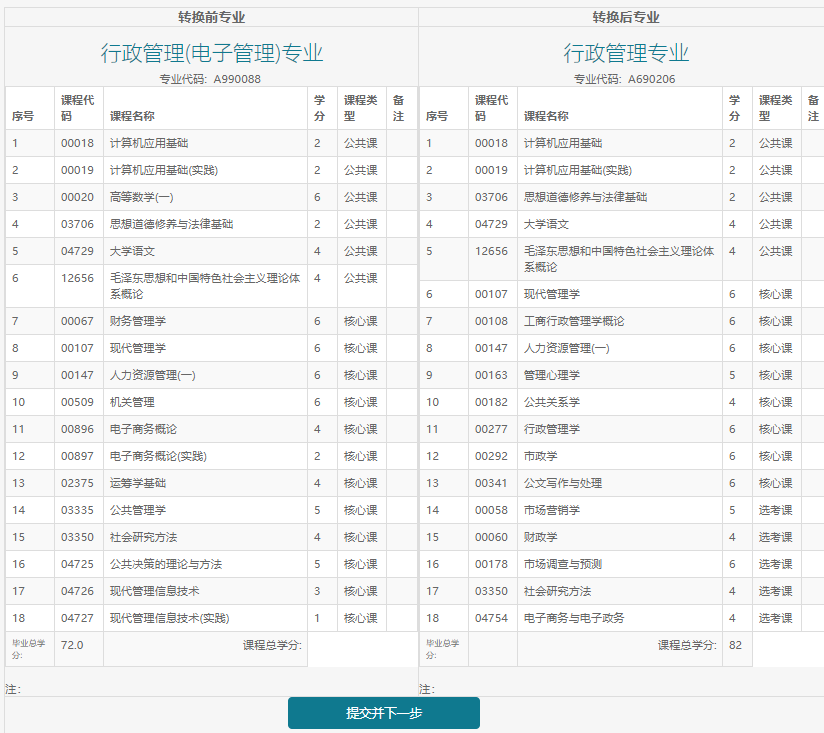 转换前专业
行政管理(电子管理)专业
专业代码: A990088
序号 课程代码 课程名称 学分 课程类型 备注
1 00018 计算机应用基础 2 公共课
2 00019 计算机应用基础(实践) 2 公共课
3 00020 高等数学(一) 6 公共课
4 03706 思想道德修养与法律基础 2 公共课
5 04729 大学语文 4 公共课
6 12656 毛泽东思想和中国特色社会主义理论体系概论 4 公共课
7 00067 财务管理学 6 核心课
8 00107 现代管理学 6 核心课
9 00147 人力资源管理(一) 6 核心课
10 00509 机关管理 6 核心课
11 00896 电子商务概论 4 核心课
12 00897 电子商务概论(实践) 2 核心课
13 02375 运筹学基础 4 核心课
14 03335 公共管理学 5 核心课
15 03350 社会研究方法 4 核心课
16 04725 公共决策的理论与方法 5 核心课
17 04726 现代管理信息技术 3 核心课
18 04727 现代管理信息技术(实践) 1 核心课
毕业总学分: 72.0 课程总学分:
注:
转换后专业
行政管理专业
专业代码: A690206
序号 课程代码 课程名称 学分 课程类型 备注
1 00018 计算机应用基础 2 公共课
2 00019 计算机应用基础(实践) 2 公共课
3 03706 思想道德修养与法律基础 2 公共课
4 04729 大学语文 4 公共课
5 12656 毛泽东思想和中国特色社会主义理论体系概论 4 公共课
6 00107 现代管理学 6 核心课
7 00108 工商行政管理学概论 6 核心课
8 00147 人力资源管理(一) 6 核心课
9 00163 管理心理学 5 核心课
10 00182 公共关系学 4 核心课
11 00277 行政管理学 6 核心课
12 00292 市政学 6 核心课
13 00341 公文写作与处理 6 核心课
14 00058 市场营销学 5 选考课
15 00060 财政学 4 选考课
16 00178 市场调查与预测 6 选考课
17 03350 社会研究方法 4 选考课
18 04754 电子商务与电子政务 4 选考课
毕业总学分: 课程总学分: 82
注:
提交并下一步